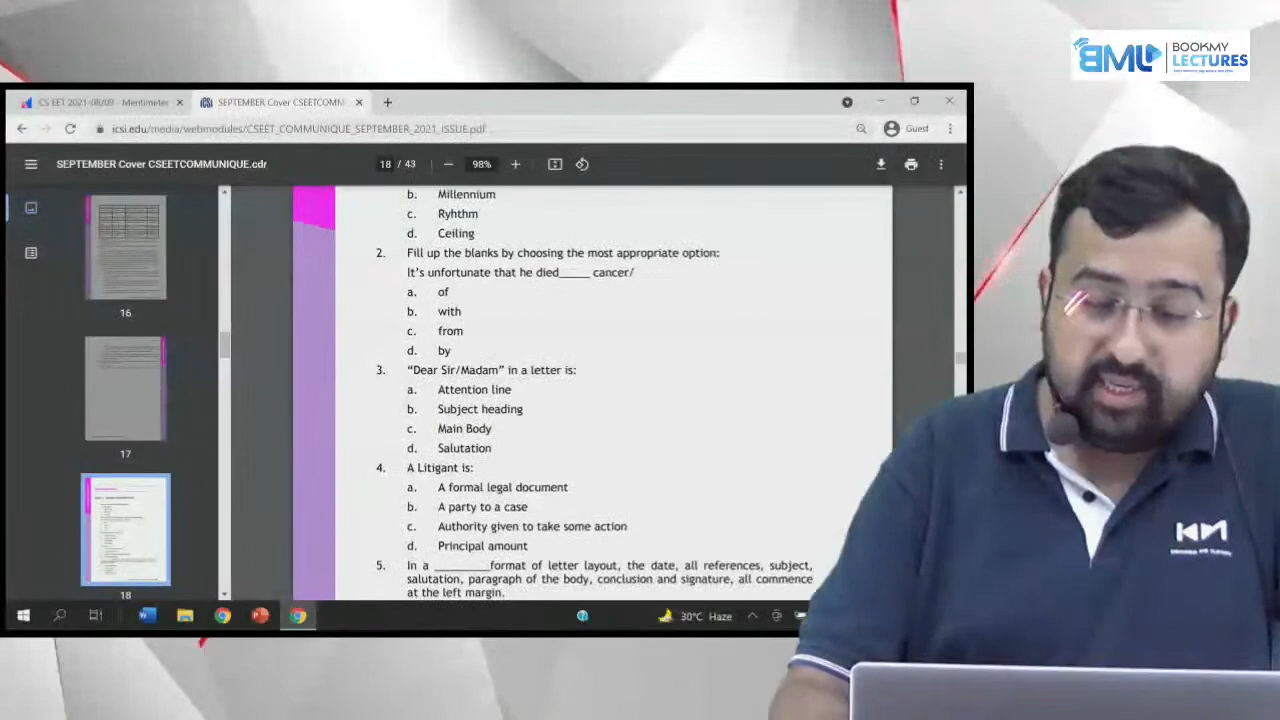 BML BOOKMY LECTURES
CS EET 2021-08/09 - Mentimeter
SEPTEMBER Cover CSEETCOMM
icsi.edu/media/webmodules/CSEET_COMMUNIQUE_SEPTEMBER_2021_ISSUE.pdf
Guest
SEPTEMBER Cover CSEETCOMMUNIQUE.cdr
18 / 43
98%
16
17
18
b. Millennium
c. Ryhthm
d. Ceiling
2. Fill up the blanks by choosing the most appropriate option:
It's unfortunate that he died_____ cancer/
a. of
b. with
c. from
d. by
3. “Dear Sir/Madam” in a letter is:
a. Attention line
b. Subject heading
c. Main Body
d. Salutation
4. A Litigant is:
a. A formal legal document
b. A party to a case
c. Authority given to take some action
d. Principal amount
5. In a _________format of letter layout, the date, all references, subject,
salutation, paragraph of the body, conclusion and signature, all commence
at the left margin.
30°C Haze
KM